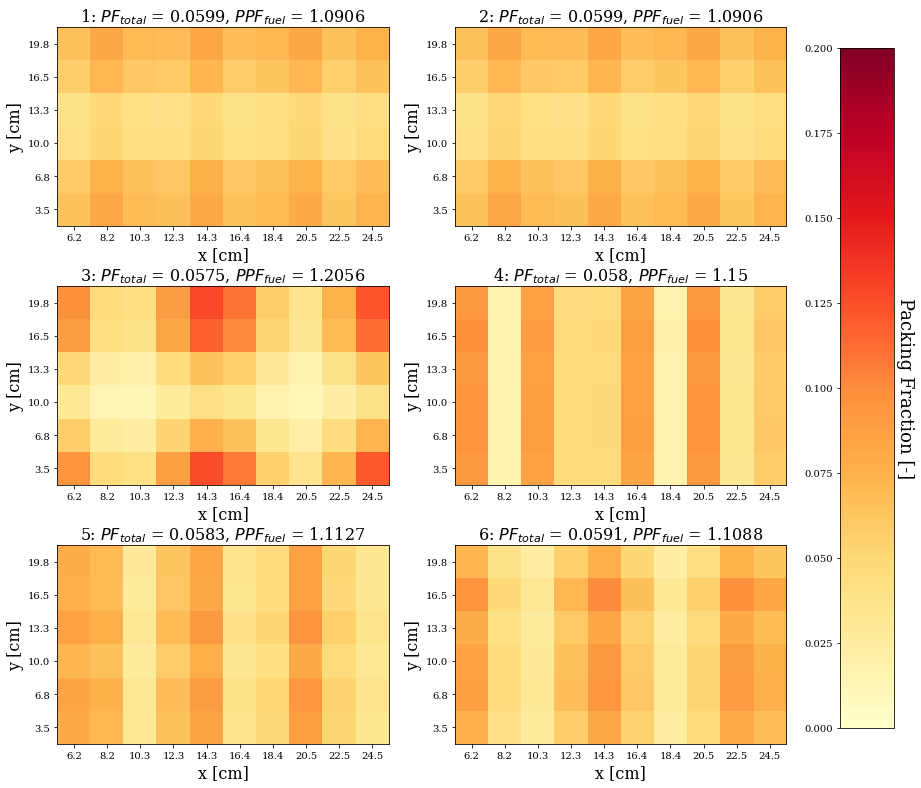 1: PF_total = 0.0599, PPF_fuel = 1.0906
19.8
16.5
13.3
10.0
6.8
3.5
y [cm]
6.2 8.2 10.3 12.3 14.3 16.4 18.4 20.5 22.5 24.5
x [cm]
2: PF_total = 0.0599, PPF_fuel = 1.0906
19.8
16.5
13.3
10.0
6.8
3.5
y [cm]
6.2 8.2 10.3 12.3 14.3 16.4 18.4 20.5 22.5 24.5
x [cm]
3: PF_total = 0.0575, PPF_fuel = 1.2056
19.8
16.5
13.3
10.0
6.8
3.5
y [cm]
6.2 8.2 10.3 12.3 14.3 16.4 18.4 20.5 22.5 24.5
x [cm]
4: PF_total = 0.058, PPF_fuel = 1.15
19.8
16.5
13.3
10.0
6.8
3.5
y [cm]
6.2 8.2 10.3 12.3 14.3 16.4 18.4 20.5 22.5 24.5
x [cm]
5: PF_total = 0.0583, PPF_fuel = 1.1127
19.8
16.5
13.3
10.0
6.8
3.5
y [cm]
6.2 8.2 10.3 12.3 14.3 16.4 18.4 20.5 22.5 24.5
x [cm]
6: PF_total = 0.0591, PPF_fuel = 1.1088
19.8
16.5
13.3
10.0
6.8
3.5
y [cm]
6.2 8.2 10.3 12.3 14.3 16.4 18.4 20.5 22.5 24.5
x [cm]
0.200
0.175
0.150
0.125
0.100
0.075
0.050
0.025
0.000
Packing Fraction [-]